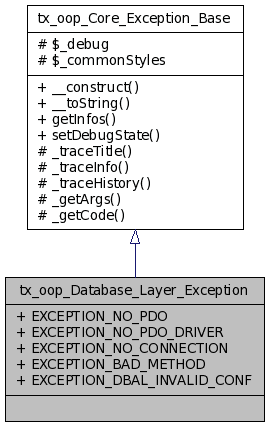 tx_oop_Core_Exception_Base
# $_debug
# $_commonStyles
+ __construct()
+ __toString()
+ getInfos()
+ setDebugState()
# _traceTitle()
# _traceInfo()
# _traceHistory()
# _getArgs()
# _getCode()
tx_oop_Database_Layer_Exception
+ EXCEPTION_NO_PDO
+ EXCEPTION_NO_PDO_DRIVER
+ EXCEPTION_NO_CONNECTION
+ EXCEPTION_BAD_METHOD
+ EXCEPTION_DBAL_INVALID_CONF